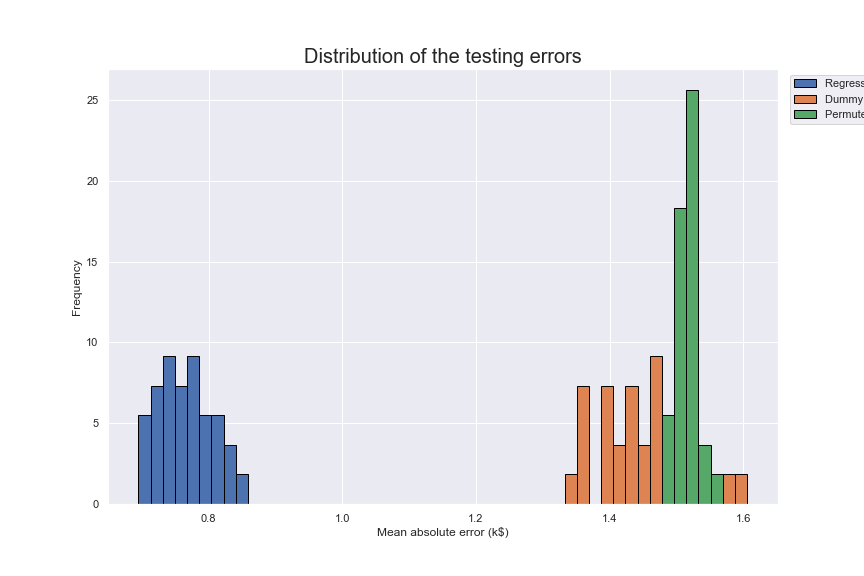 Distribution of the testing errors
25
20
15
10
5
0
Frequency
0.8
1.0
1.2
1.4
1.6
Mean absolute error (k$)
Regress
Dummy
Permute